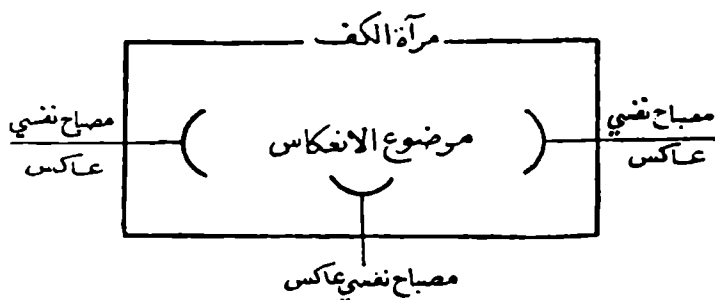 مرآة الكف
مصباح نفسي
عاكس
موضوع الانعكاس
مصباح نفسي
عاكس
مصباح نفسي عاكس